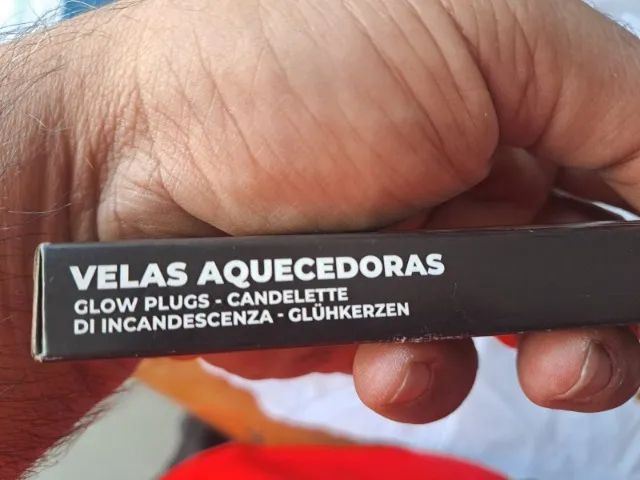 VELAS AQUECEDORAS
GLOW PLUGS - CANDELETTE
DI INCANDESCENZA - GLÜHKERZEN